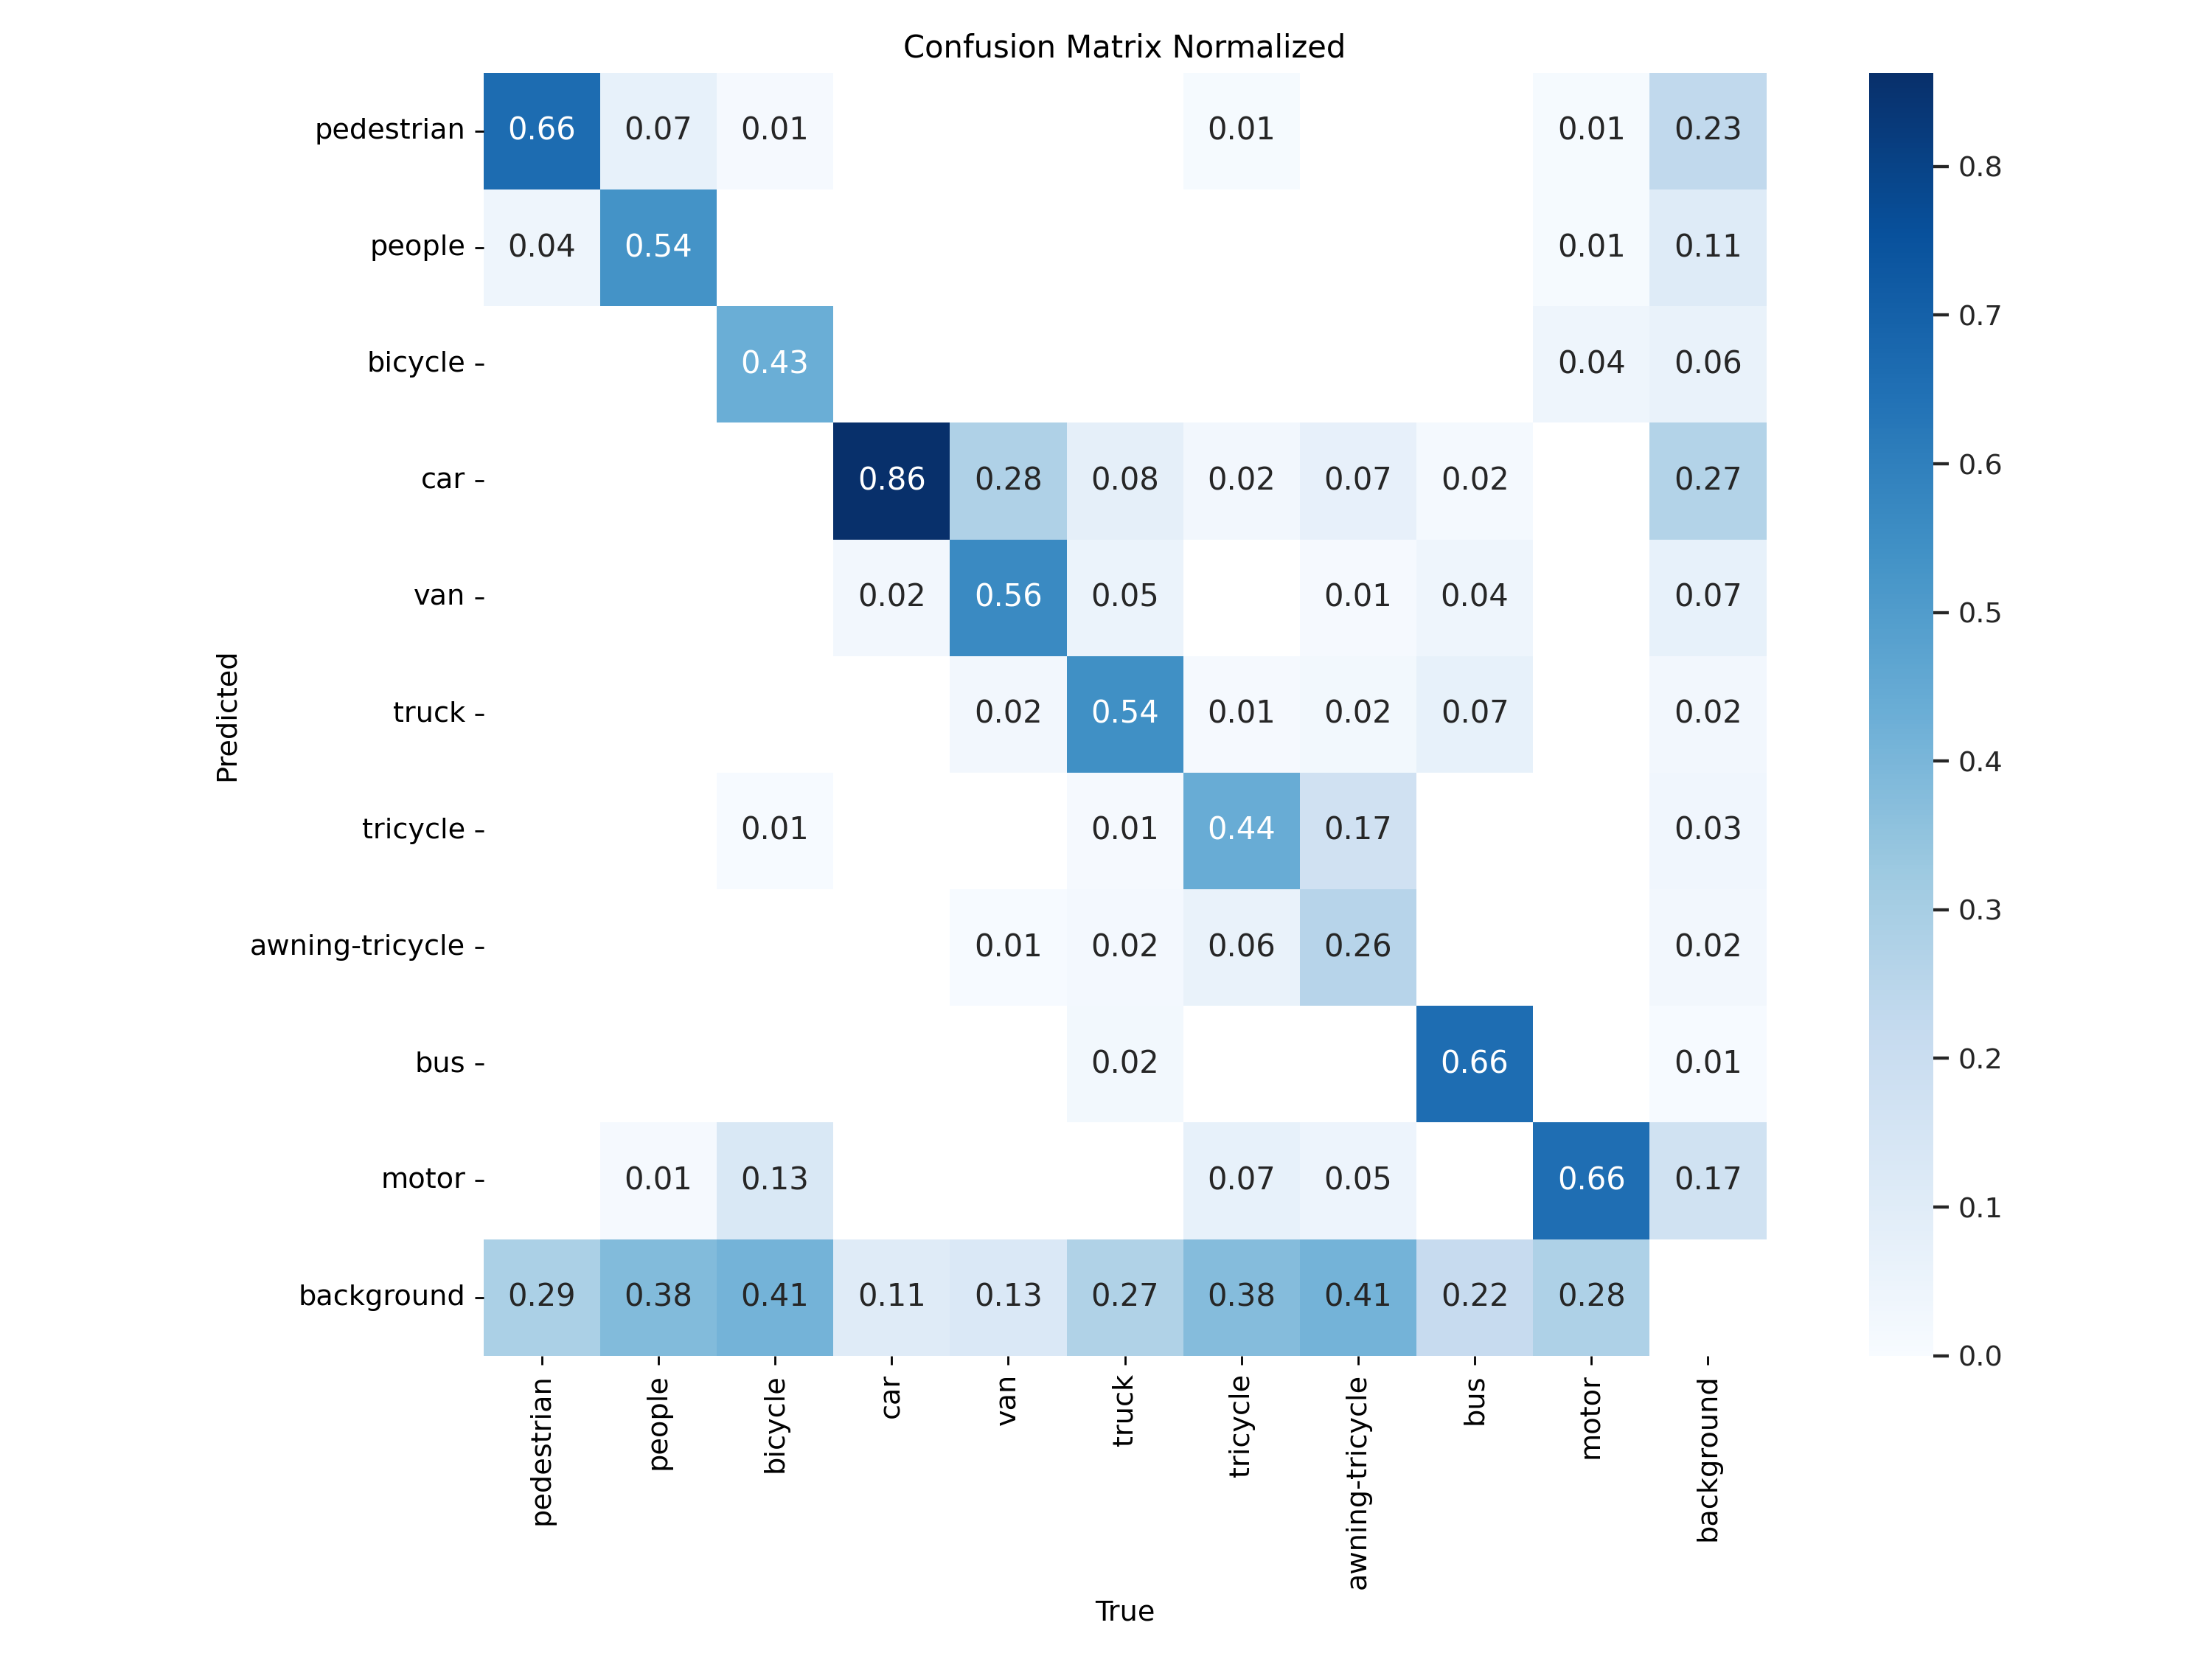 Confusion Matrix Normalized
pedestrian 0.66 0.07 0.01 0.01 0.01 0.23
people 0.04 0.54 0.01 0.11
bicycle 0.43 0.04 0.06
car 0.86 0.28 0.08 0.02 0.07 0.02 0.27
van 0.02 0.56 0.05 0.01 0.04 0.07
truck 0.02 0.54 0.01 0.02 0.07 0.02
tricycle 0.01 0.01 0.44 0.17 0.03
awning-tricycle 0.01 0.02 0.06 0.26 0.02
bus 0.02 0.66 0.01
motor 0.01 0.13 0.07 0.05 0.66 0.17
background 0.29 0.38 0.41 0.11 0.13 0.27 0.38 0.41 0.22 0.28
Predicted
pedestrian people bicycle car van truck tricycle awning-tricycle bus motor background
True
0.8
0.7
0.6
0.5
0.4
0.3
0.2
0.1
0.0